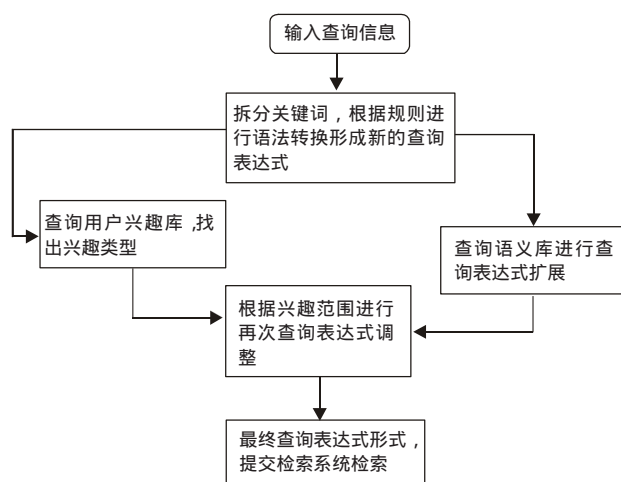 输入查询信息
拆分关键词，根据规则进
行语法转换形成新的查询
表达式
查询用户兴趣库,找
出兴趣类型
查询语义库进行查
询表达式扩展
根据兴趣范围进行
再次查询表达式调
整
最终查询表达式形式，
提交检索系统检索